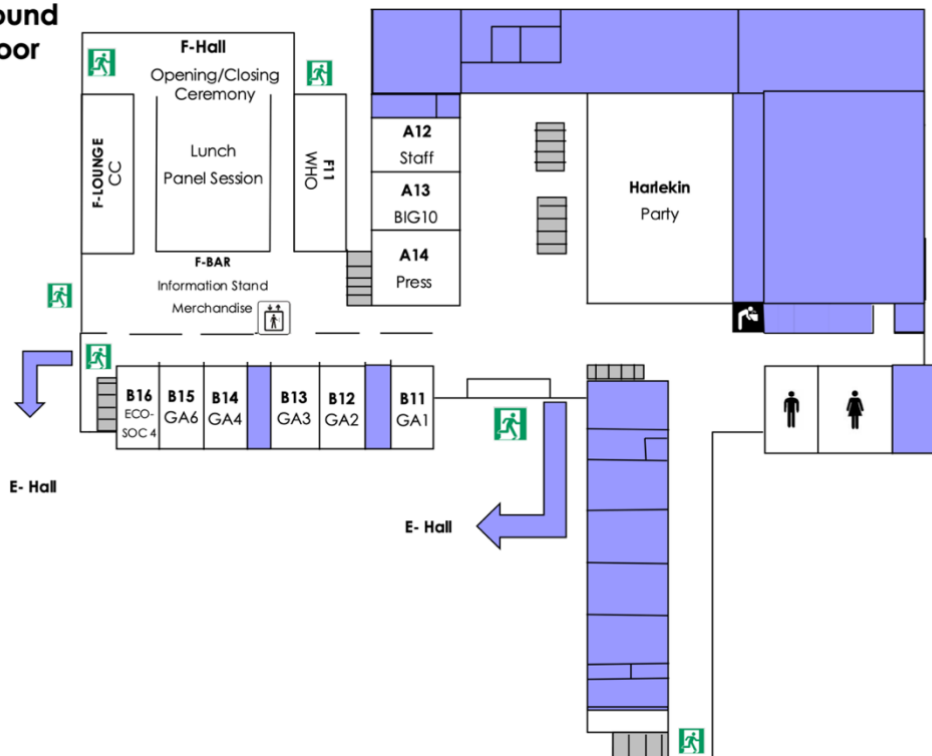 F-Hall
Opening/Closing
Ceremony
Lunch
Panel Session
F-LOUNGE
CC
F11
WHO
F-BAR
Information Stand
Merchandise
A12
Staff
A13
BIG10
A14
Press
Harlekin
Party
B16
ECO-
SOC 4
B15
GA6
B14
GA4
B13
GA3
B12
GA2
B11
GA1
E- Hall
E- Hall